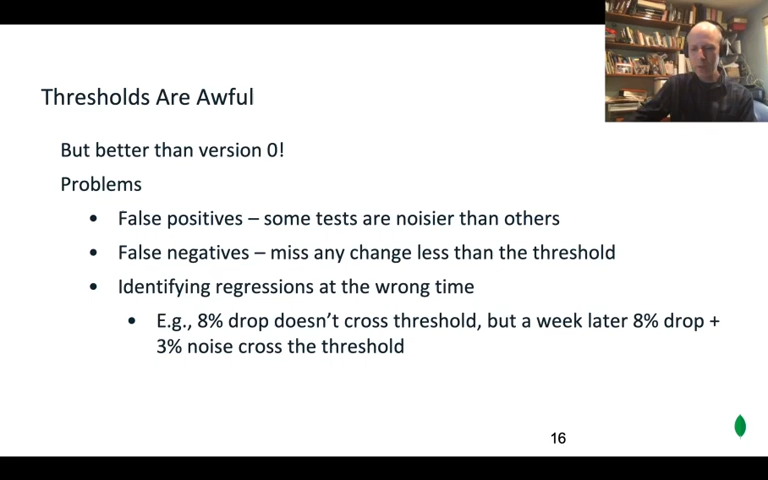 Thresholds Are Awful
But better than version 0!
Problems
• False positives – some tests are noisier than others
• False negatives – miss any change less than the threshold
• Identifying regressions at the wrong time
• E.g., 8% drop doesn’t cross threshold, but a week later 8% drop +
3% noise cross the threshold
16